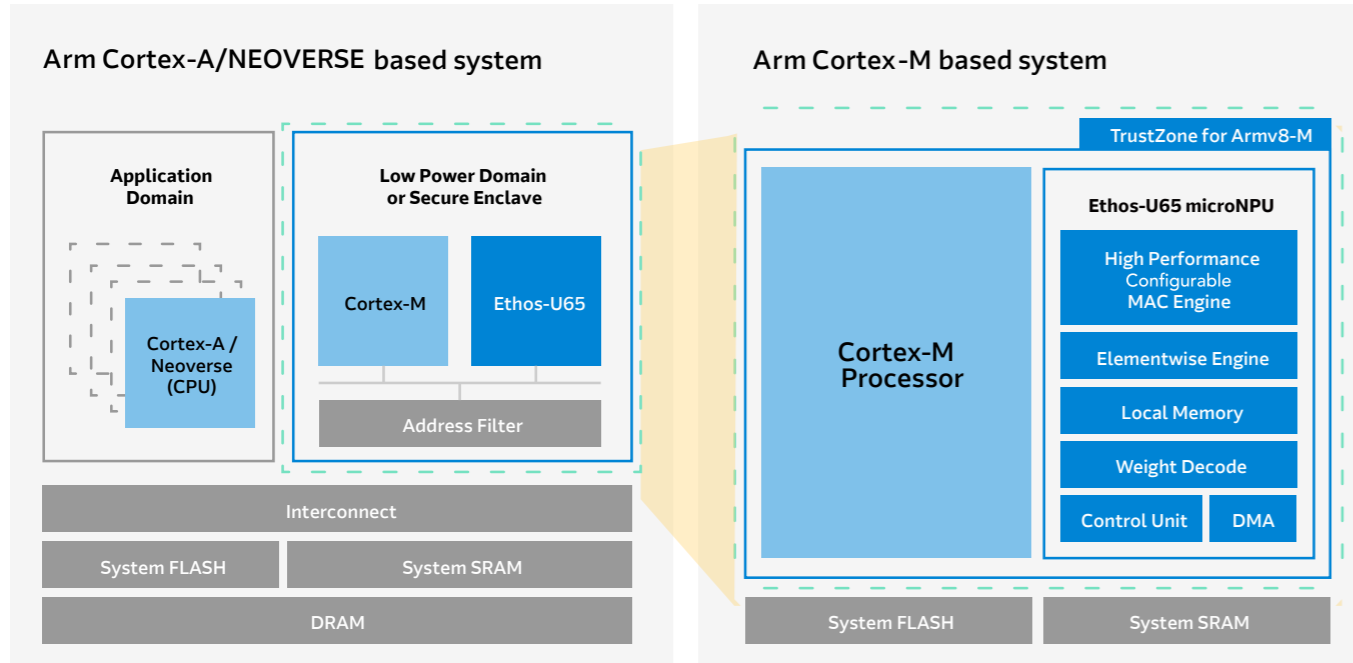 Arm Cortex-A/NEOVERSE based system
Application
Domain
Cortex-A /
Neoverse
(CPU)
Low Power Domain
or Secure Enclave
Cortex-M
Ethos-U65
Address Filter
Interconnect
System FLASH
System SRAM
DRAM
Arm Cortex-M based system
TrustZone for Armv8-M
Cortex-M
Processor
Ethos-U65 microNPU
High Performance
Configurable
MAC Engine
Elementwise Engine
Local Memory
Weight Decode
Control Unit
DMA
System FLASH
System SRAM